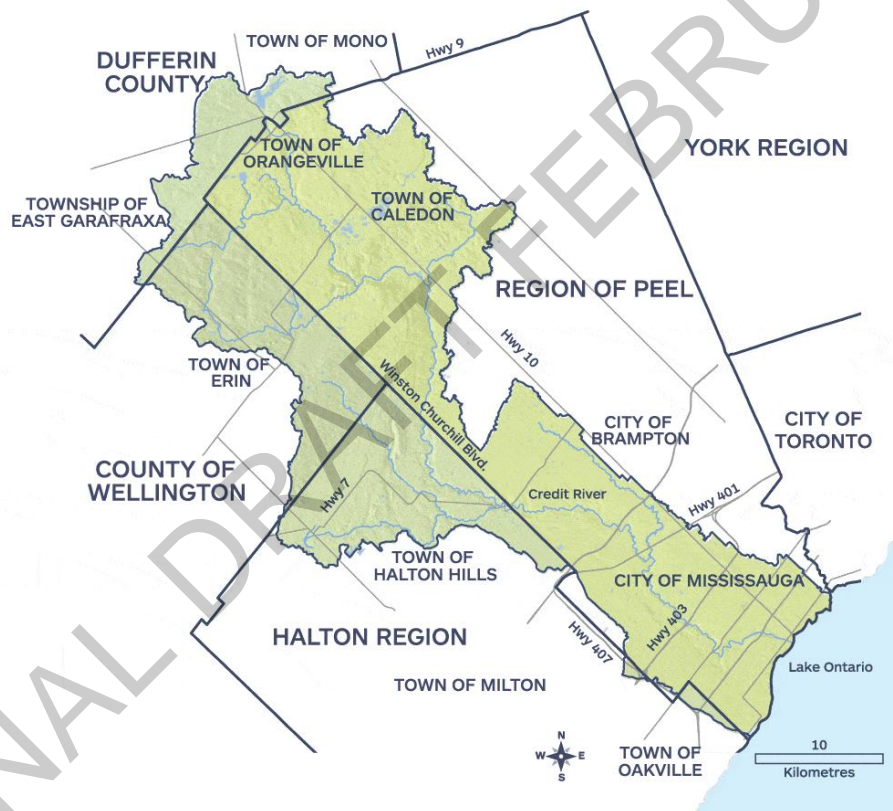 TOWN OF MONO
Hwy 9
DUFFERIN
COUNTY
YORK REGION
TOWN OF
ORANGEVILLE
TOWN OF
CALEDON
TOWNSHIP OF
EAST GARAFRAXA
REGION OF PEEL
Hwy 10
TOWN OF
ERIN
Winston Churchill Blvd.
CITY OF
BRAMPTON
CITY OF
TORONTO
COUNTY OF
WELLINGTON
Hwy 7
Credit River
Hwy 401
TOWN OF
HALTON HILLS
CITY OF MISSISSAUGA
HALTON REGION
Hwy 403
Hwy 407
Lake Ontario
TOWN OF MILTON
N
W E
S
TOWN OF
OAKVILLE
10
Kilometres
NAL DRAFT FEBRU